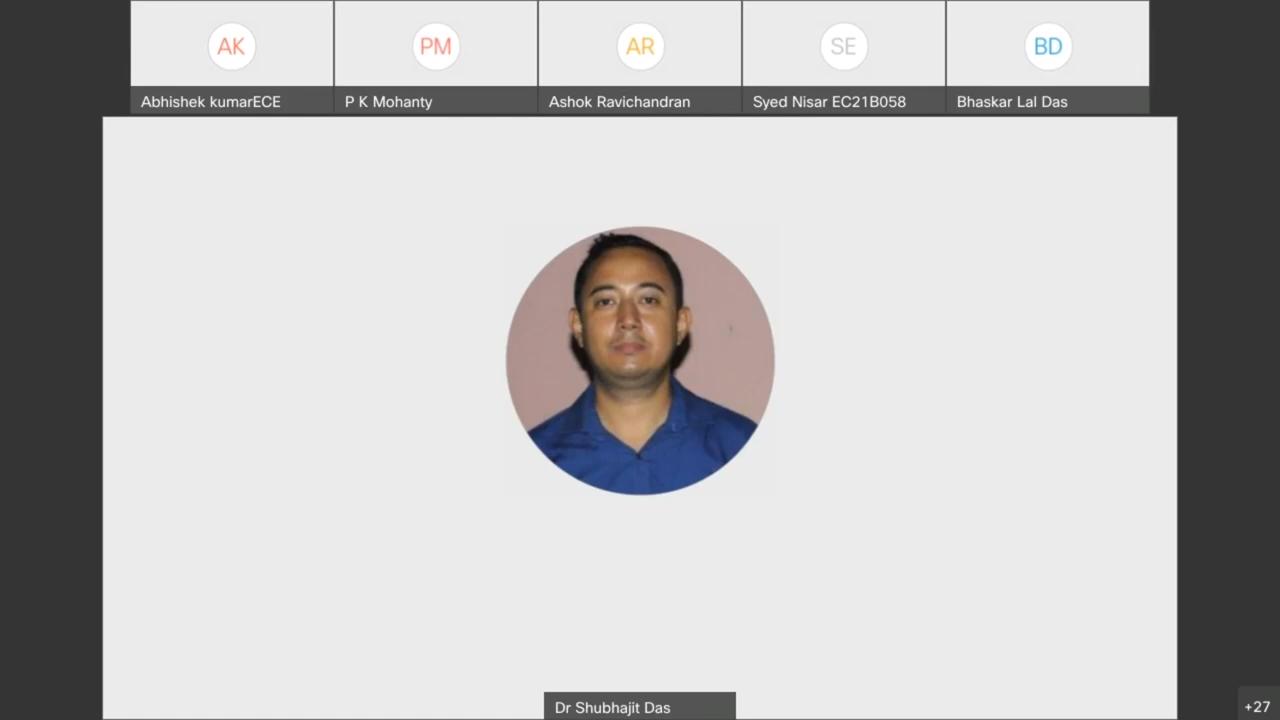 AK
PM
AR
SE
BD
Abhishek kumarECE
P K Mohanty
Ashok Ravichandran
Syed Nisar EC21B058
Bhaskar Lal Das
Dr Shubhajit Das
+27